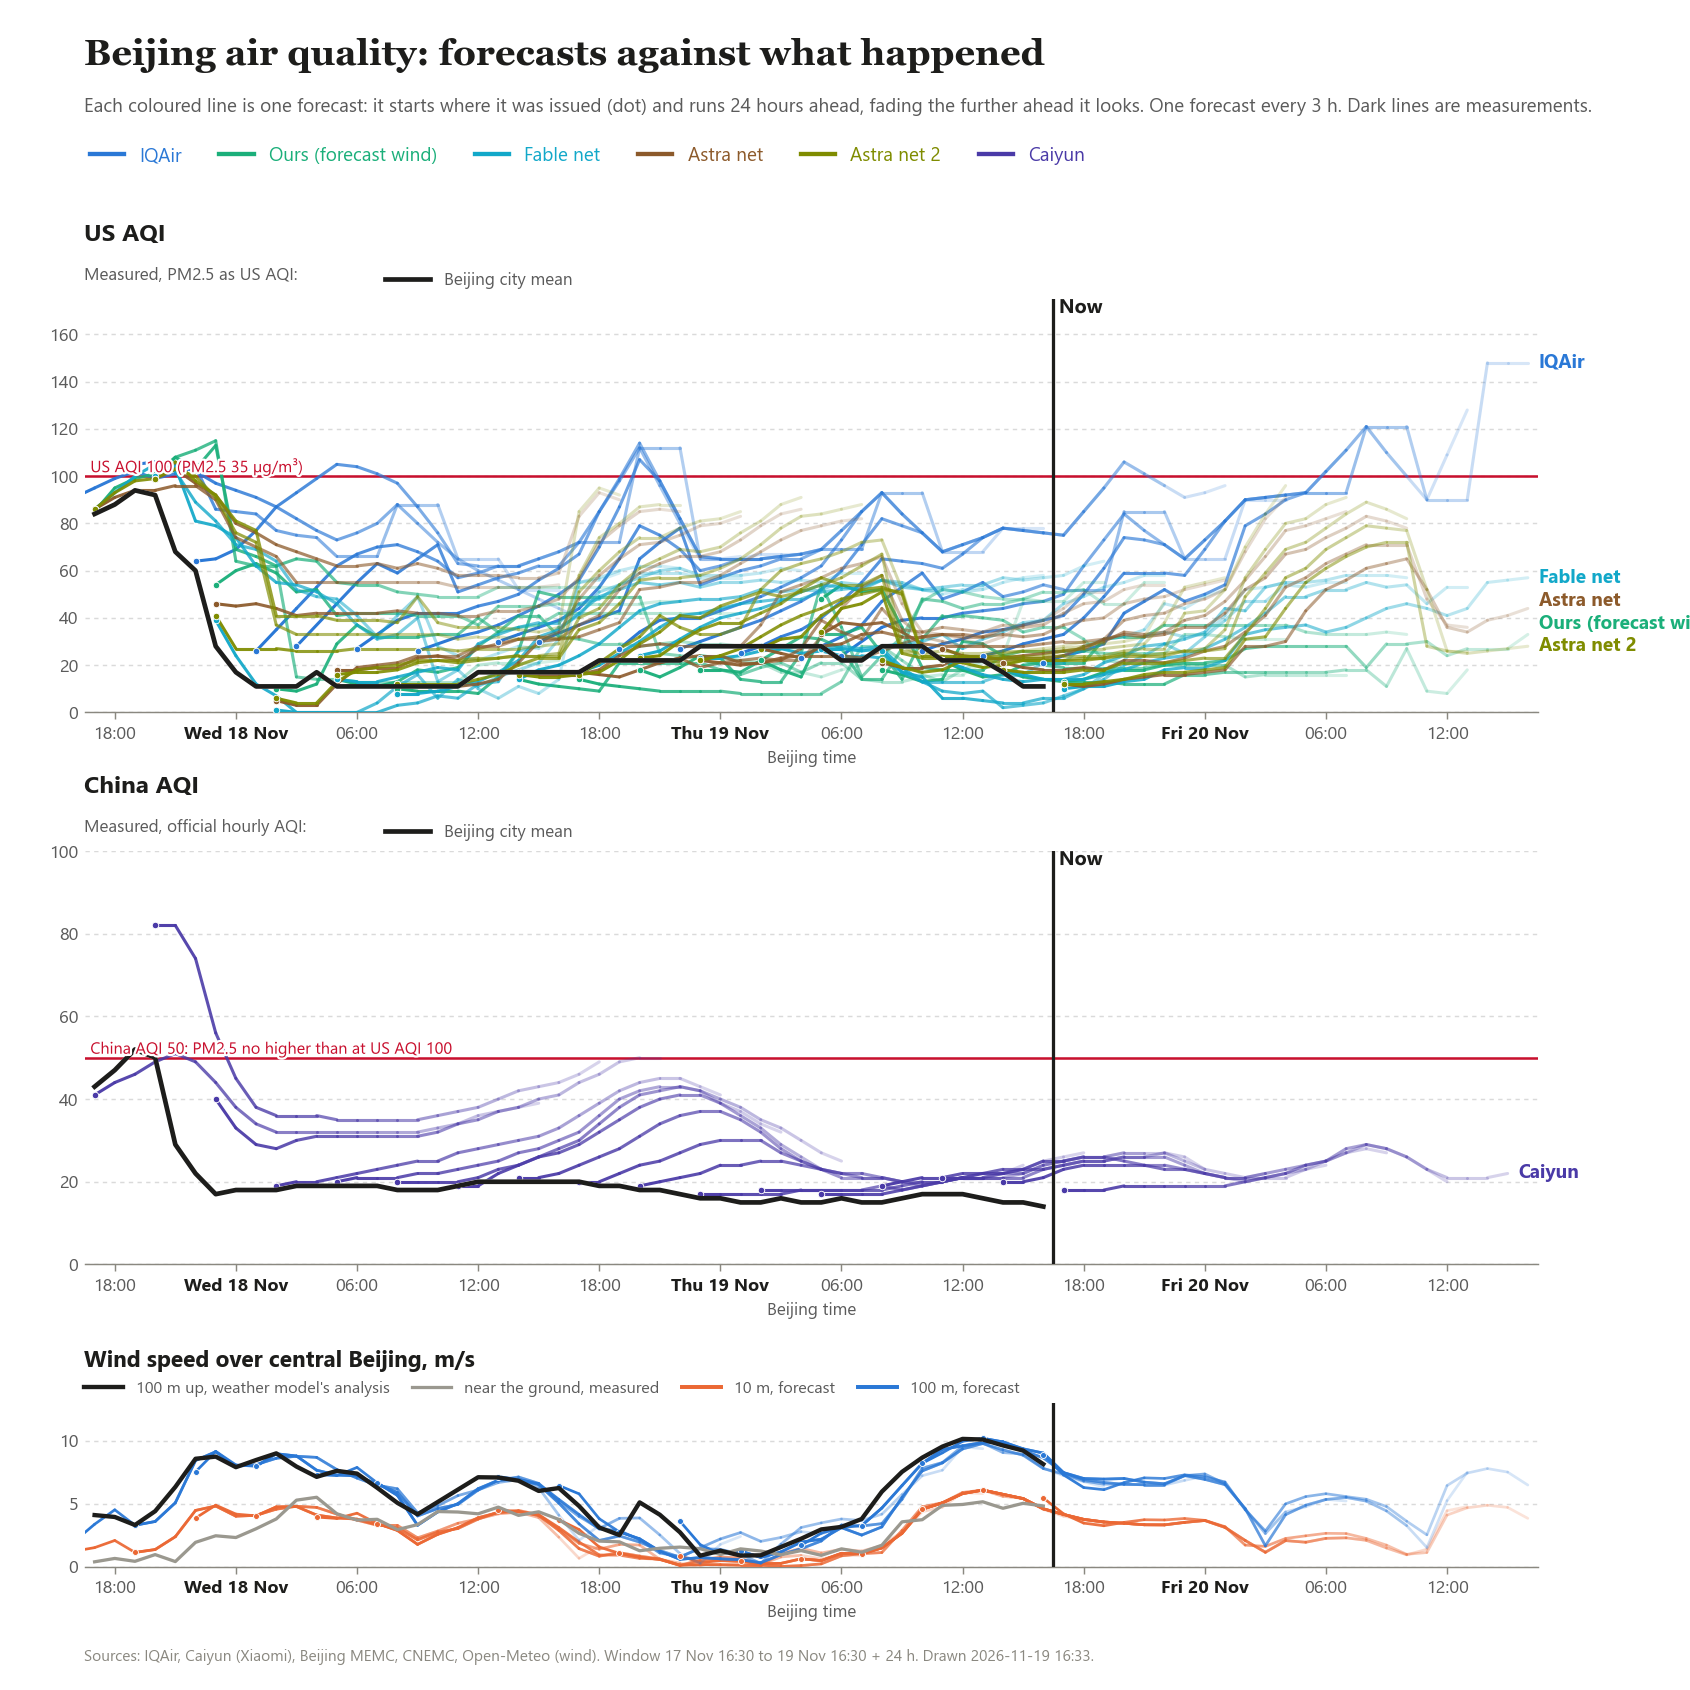 Beijing air quality: forecasts against what happened
Each coloured line is one forecast: it starts where it was issued (dot) and runs 24 hours ahead, fading the further ahead it looks. One forecast every 3 h. Dark lines are measurements.
IQAir Ours (forecast wind) Fable net Astra net Astra net 2 Caiyun
US AQI
Measured, PM2.5 as US AQI: Beijing city mean
Now
160
IQAir
140
120
US AQI 100 (PM2.5 35 µg/m³)
100
80
60
Fable net
Astra net
40
Ours (forecast wi
Astra net 2
20
0
18:00 Wed 18 Nov 06:00 12:00 18:00 Thu 19 Nov 06:00 12:00 18:00 Fri 20 Nov 06:00 12:00
Beijing time
China AQI
Measured, official hourly AQI: Beijing city mean
100
Now
80
60
China AQI 50: PM2.5 no higher than at US AQI 100
40
20
Caiyun
0
18:00 Wed 18 Nov 06:00 12:00 18:00 Thu 19 Nov 06:00 12:00 18:00 Fri 20 Nov 06:00 12:00
Beijing time
Wind speed over central Beijing, m/s
100 m up, weather model's analysis near the ground, measured 10 m, forecast 100 m, forecast
10
5
0
18:00 Wed 18 Nov 06:00 12:00 18:00 Thu 19 Nov 06:00 12:00 18:00 Fri 20 Nov 06:00 12:00
Beijing time
Sources: IQAir, Caiyun (Xiaomi), Beijing MEMC, CNEMC, Open-Meteo (wind). Window 17 Nov 16:30 to 19 Nov 16:30 + 24 h. Drawn 2026-11-19 16:33.